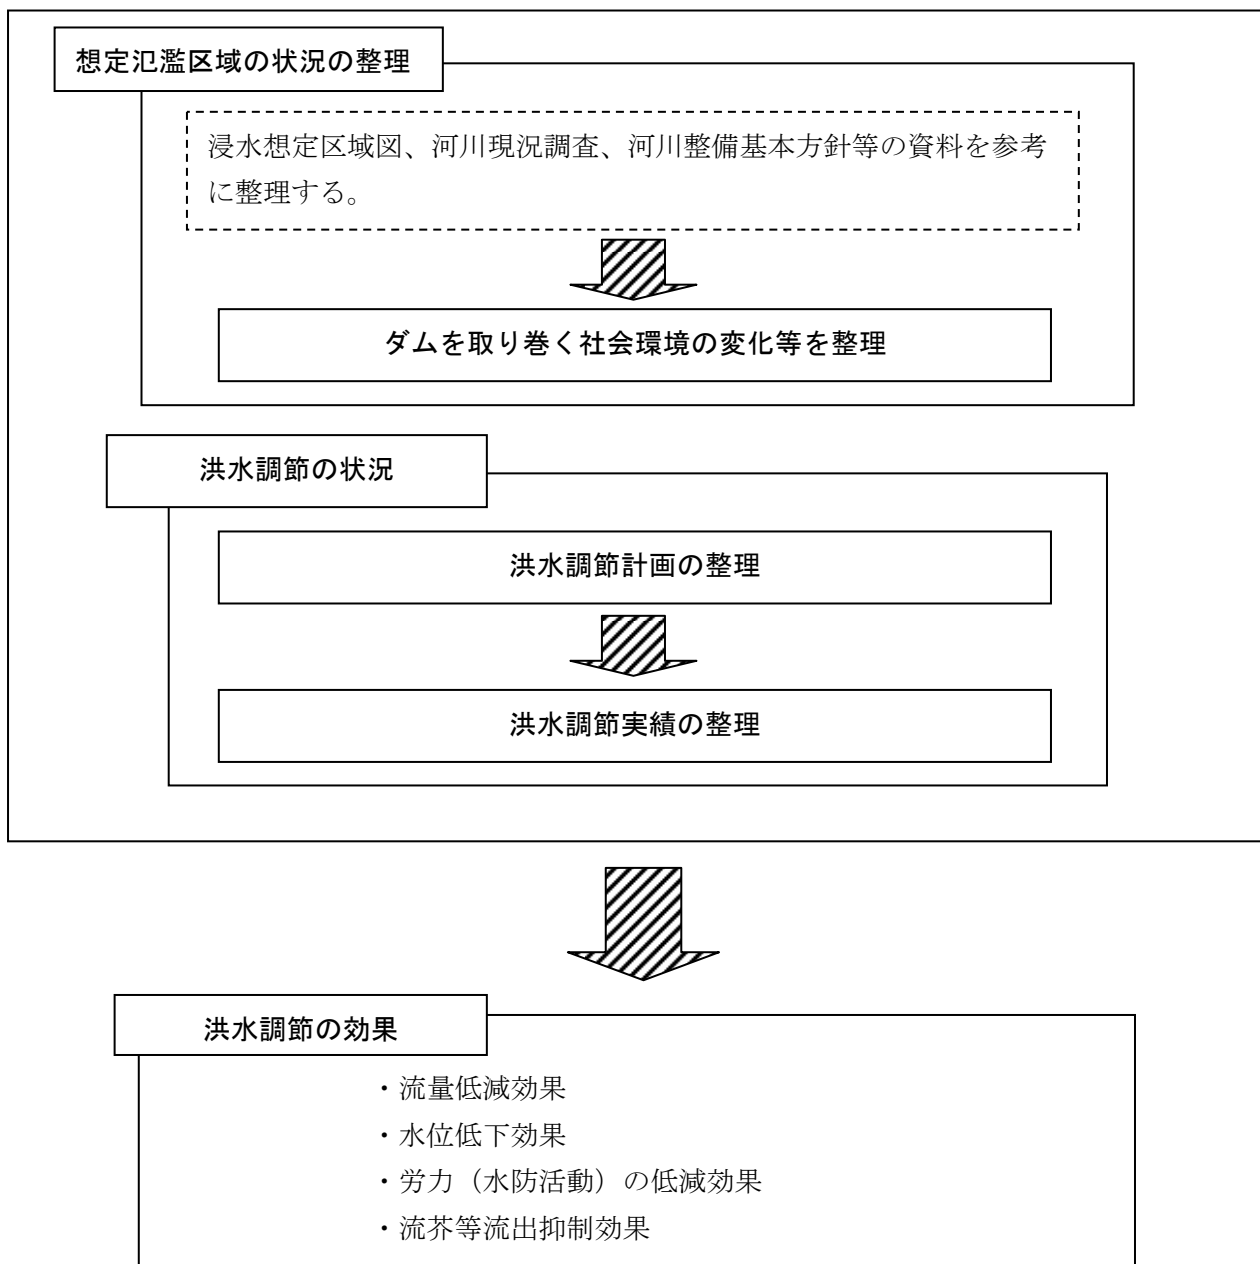 想定氾濫区域の状況の整理
浸水想定区域図、河川現況調査、河川整備基本方針等の資料を参考
に整理する。
ダムを取り巻く社会環境の変化等を整理
洪水調節の状況
洪水調節計画の整理
洪水調節実績の整理
洪水調節の効果
・流量低減効果
・水位低下効果
・労力（水防活動）の低減効果
・流芥等流出抑制効果